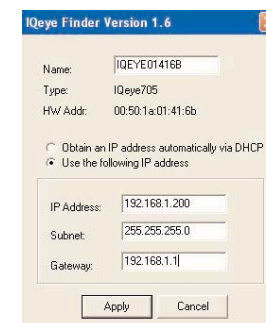 IQeye Finder Version 1.6
Name: IQEYE01416B
Type: IQeye705
HW Addr: 00:50:1a:01:41:6b
Obtain an IP address automatically via DHCP
Use the following IP address
IP Address: 192.168.1.200
Subnet: 255.255.255.0
Gateway: 192.168.1.1
Apply Cancel